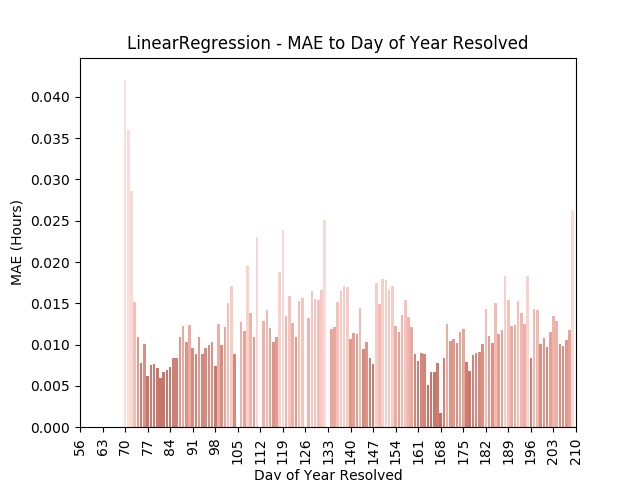 LinearRegression - MAE to Day of Year Resolved
MAE (Hours)
0.040
0.035
0.030
0.025
0.020
0.015
0.010
0.005
0.000
56 63 70 77 84 91 98 105 112 119 126 133 140 147 154 161 168 175 182 189 196 203 210
Day of Year Resolved